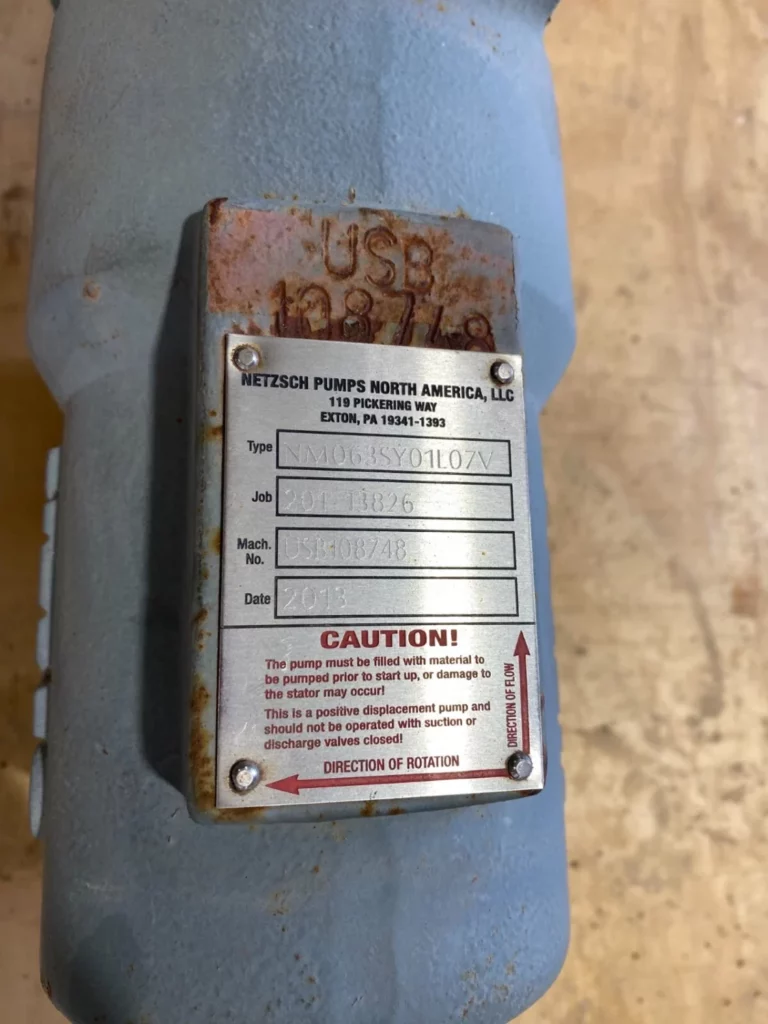 USB
108748
NETZSCH PUMPS NORTH AMERICA, LLC
119 PICKERING WAY
EXTON, PA 19341-1393
Type NM063SY01L07V
Job 201-13826
Mach. No. USB108748
Date 2013
CAUTION!
The pump must be filled with material to
be pumped prior to start up, or damage to
the stator may occur!
This is a positive displacement pump and
should not be operated with suction or
discharge valves closed!
DIRECTION OF FLOW
DIRECTION OF ROTATION